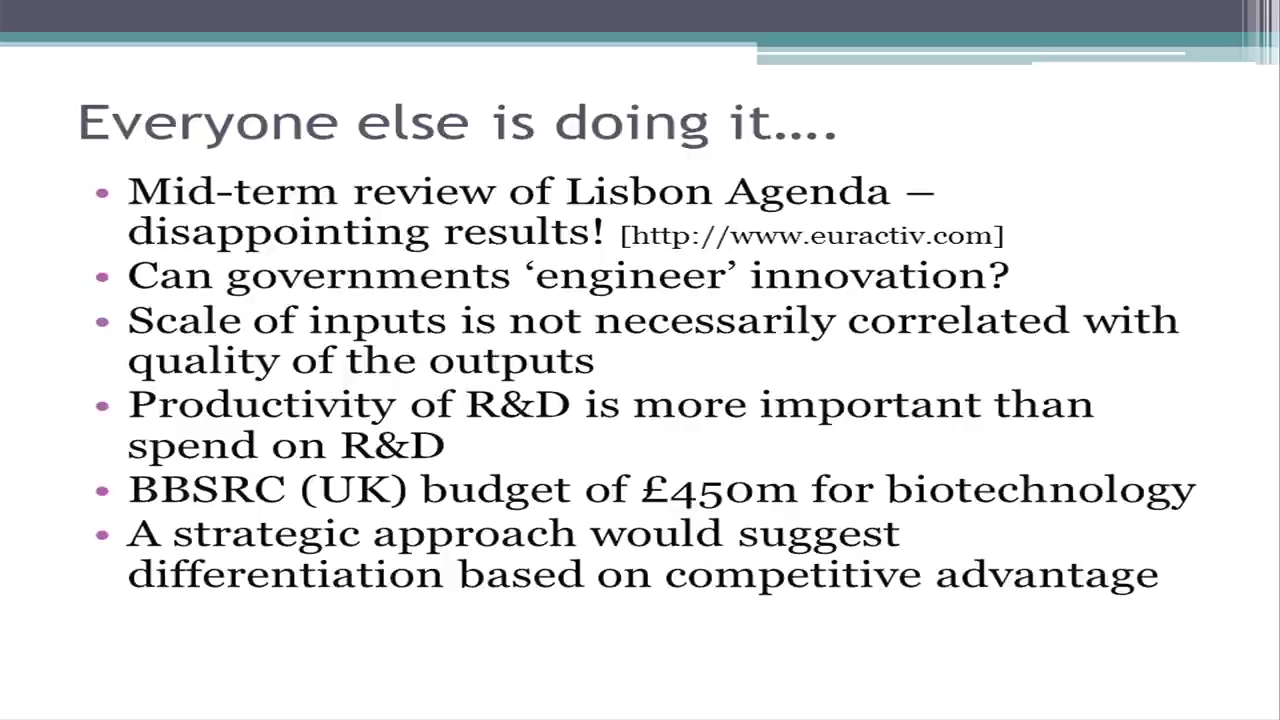 Everyone else is doing it....
• Mid-term review of Lisbon Agenda –
disappointing results! [http://www.euractiv.com]
• Can governments ‘engineer’ innovation?
• Scale of inputs is not necessarily correlated with
quality of the outputs
• Productivity of R&D is more important than
spend on R&D
• BBSRC (UK) budget of £450m for biotechnology
• A strategic approach would suggest
differentiation based on competitive advantage